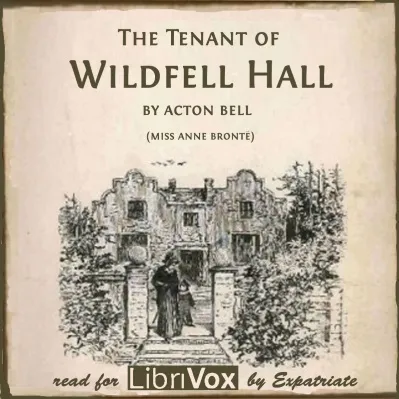 The Tenant of
Wildfell Hall
by Acton Bell
(Miss Anne Brontë)
read for LibriVox by Expatriate